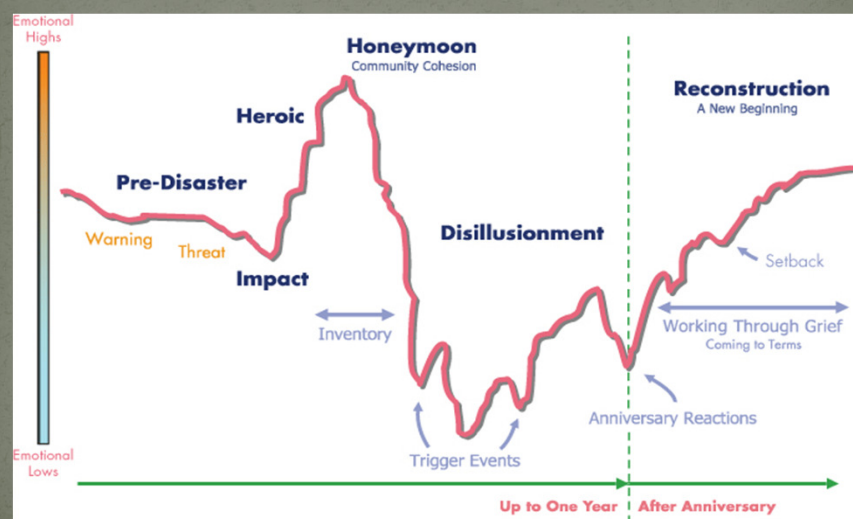 Emotional
Highs
Honeymoon
Community Cohesion
Reconstruction
A New Beginning
Heroic
Pre-Disaster
Warning
Threat
Impact
Disillusionment
Setback
Inventory
Working Through Grief
Coming to Terms
Anniversary Reactions
Trigger Events
Emotional
Lows
Up to One Year
After Anniversary